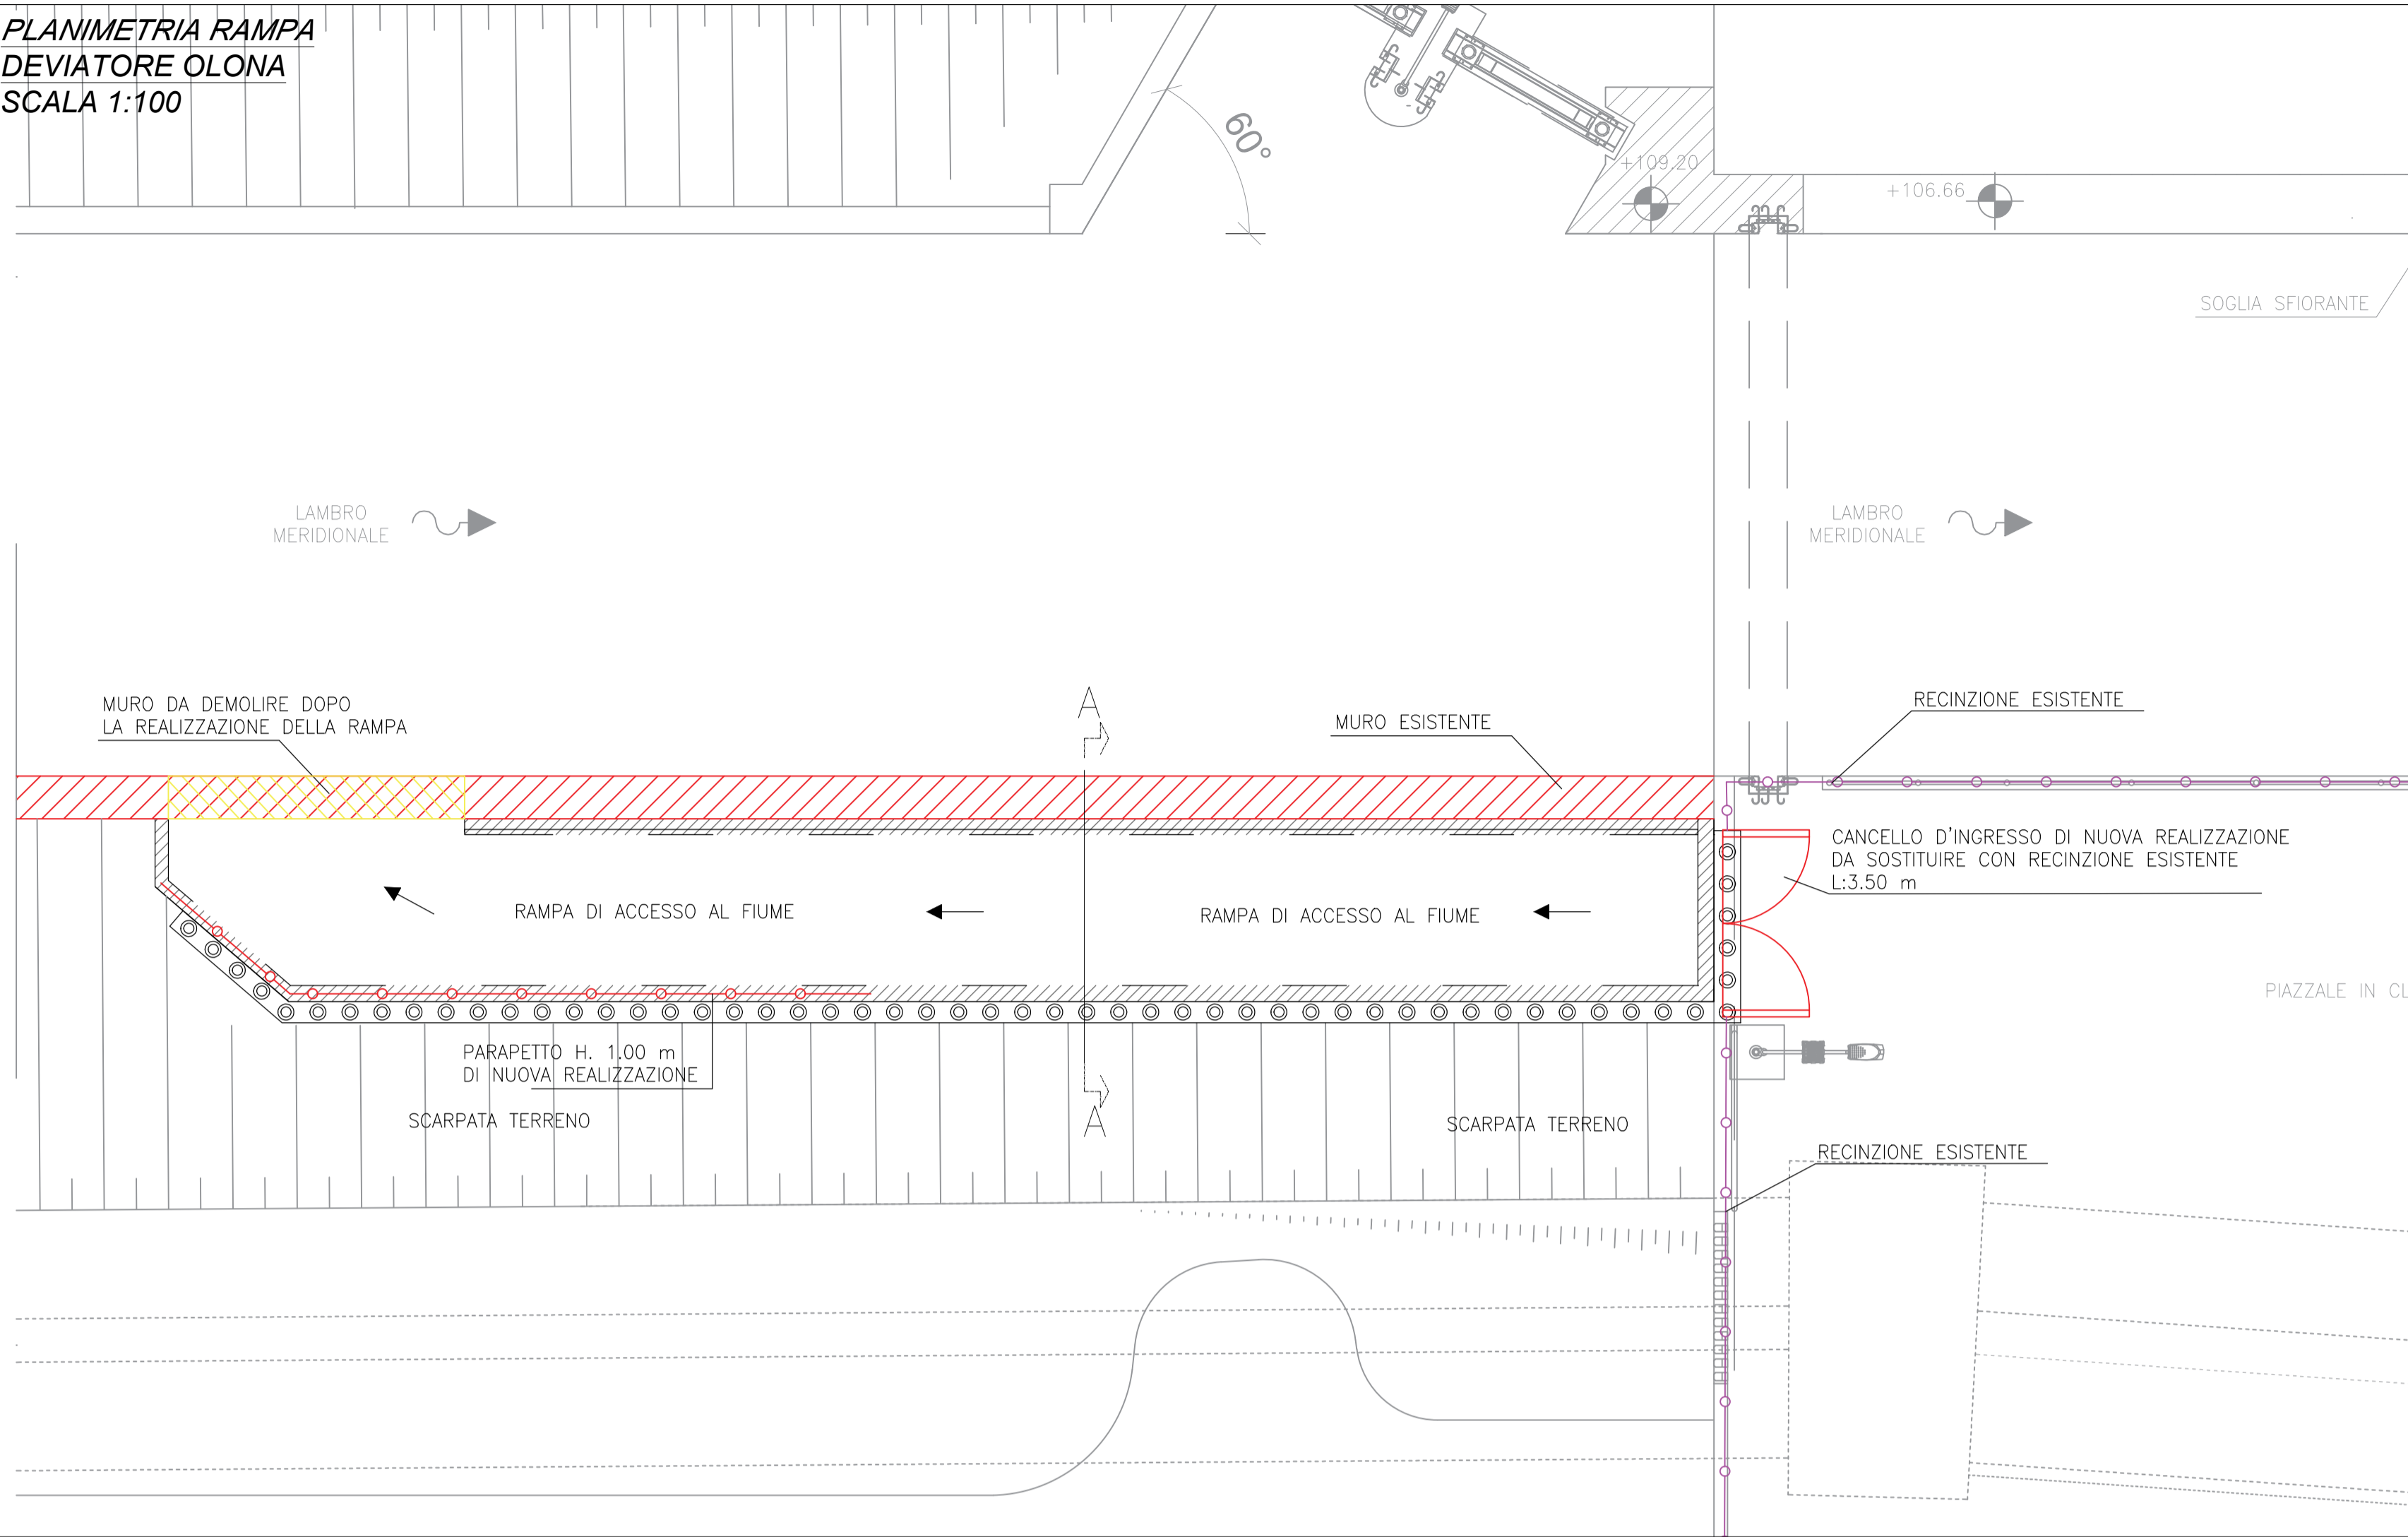 PLANIMETRIA RAMPA
DEVIATORE OLONA
SCALA 1:100
60°
+109.20
+106.66
SOGLIA SFIORANTE
LAMBRO
MERIDIONALE
LAMBRO
MERIDIONALE
MURO DA DEMOLIRE DOPO
LA REALIZZAZIONE DELLA RAMPA
A
MURO ESISTENTE
RECINZIONE ESISTENTE
CANCELLO D'INGRESSO DI NUOVA REALIZZAZIONE
DA SOSTITUIRE CON RECINZIONE ESISTENTE
L:3.50 m
RAMPA DI ACCESSO AL FIUME
RAMPA DI ACCESSO AL FIUME
PIAZZALE IN CL
PARAPETTO H. 1.00 m
DI NUOVA REALIZZAZIONE
A
SCARPATA TERRENO
SCARPATA TERRENO
RECINZIONE ESISTENTE